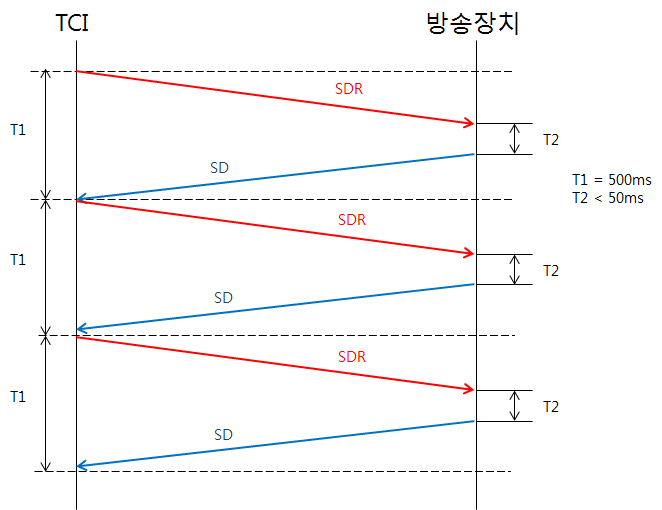 TCI
방송장치
SDR
T1
T2
SD
T1 = 500ms
T2 < 50ms
SDR
T1
T2
SD
SDR
T1
T2
SD